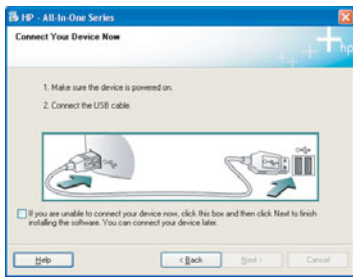 HP - All-In-One Series
Connect Your Device Now
hp
1. Make sure the device is powered on.
2. Connect the USB cable.
If you are unable to connect your device now, click this box and then click Next to finish
installing the software. You can connect your device later.
Help
< Back
Next >
Cancel